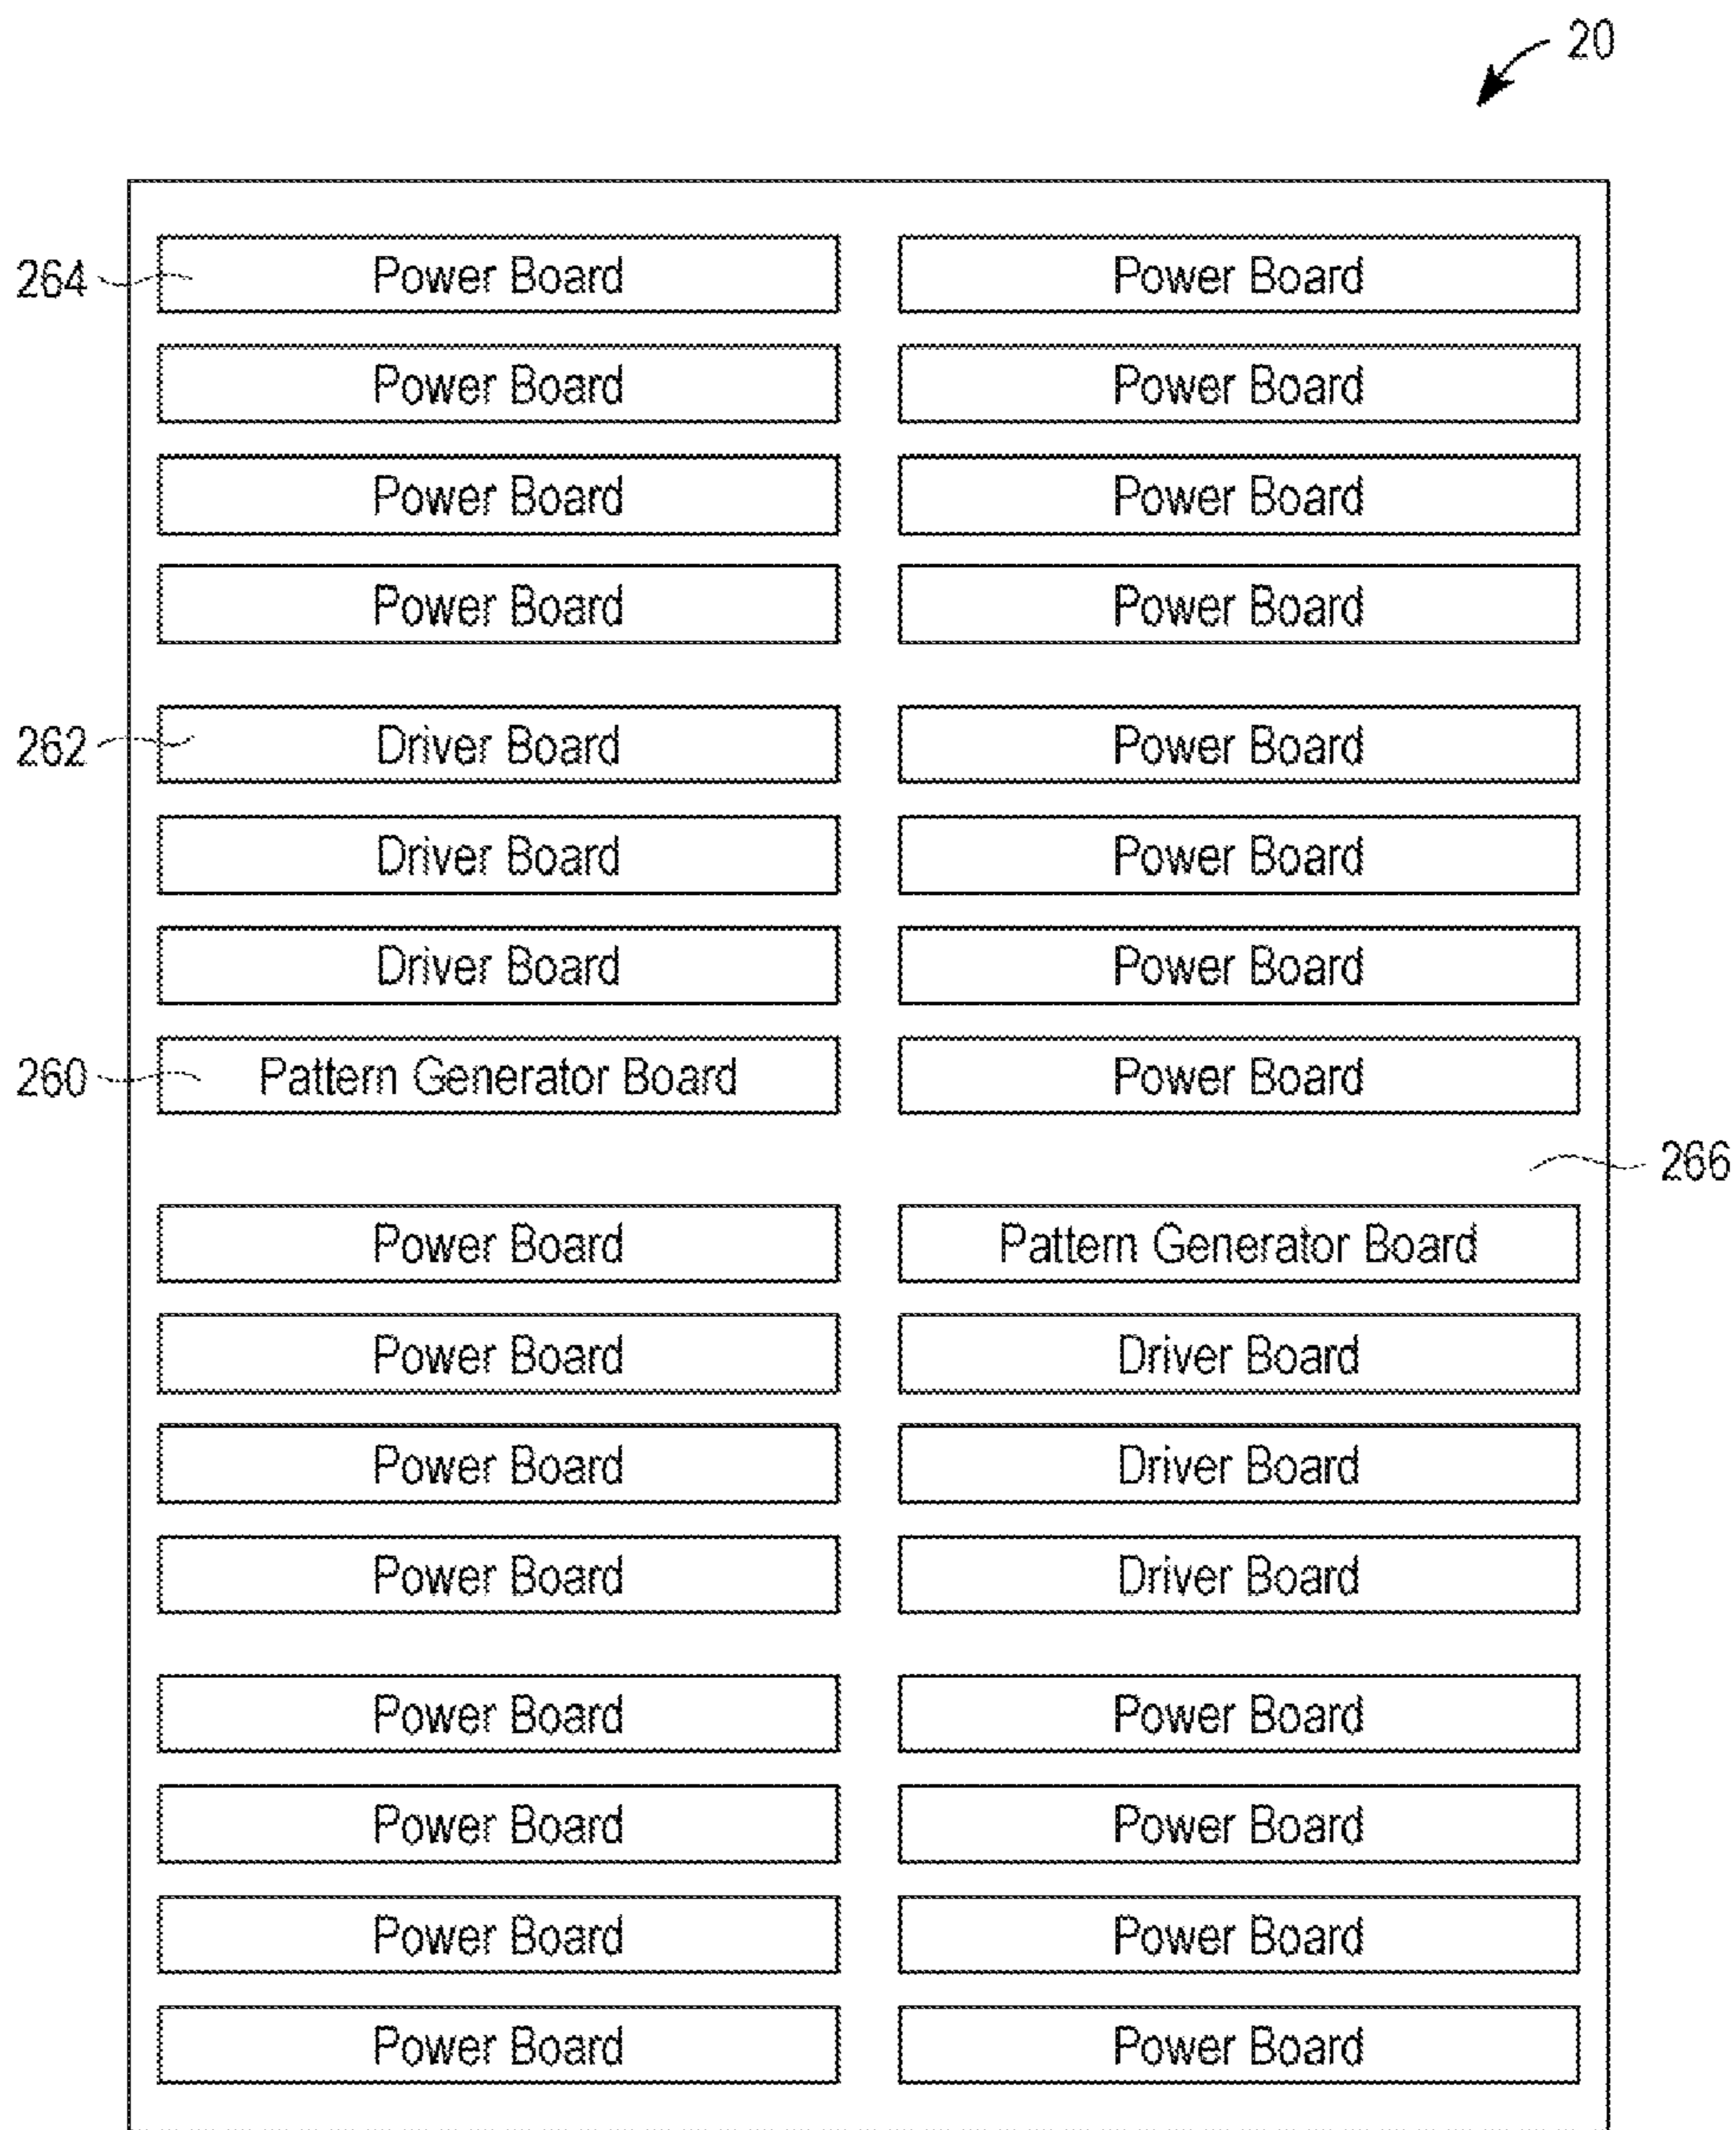 20
264 Power Board Power Board
Power Board Power Board
Power Board Power Board
Power Board Power Board
262 Driver Board Power Board
Driver Board Power Board
Driver Board Power Board
260 Pattern Generator Board Power Board
266
Power Board Pattern Generator Board
Power Board Driver Board
Power Board Driver Board
Power Board Driver Board
Power Board Power Board
Power Board Power Board
Power Board Power Board
Power Board Power Board